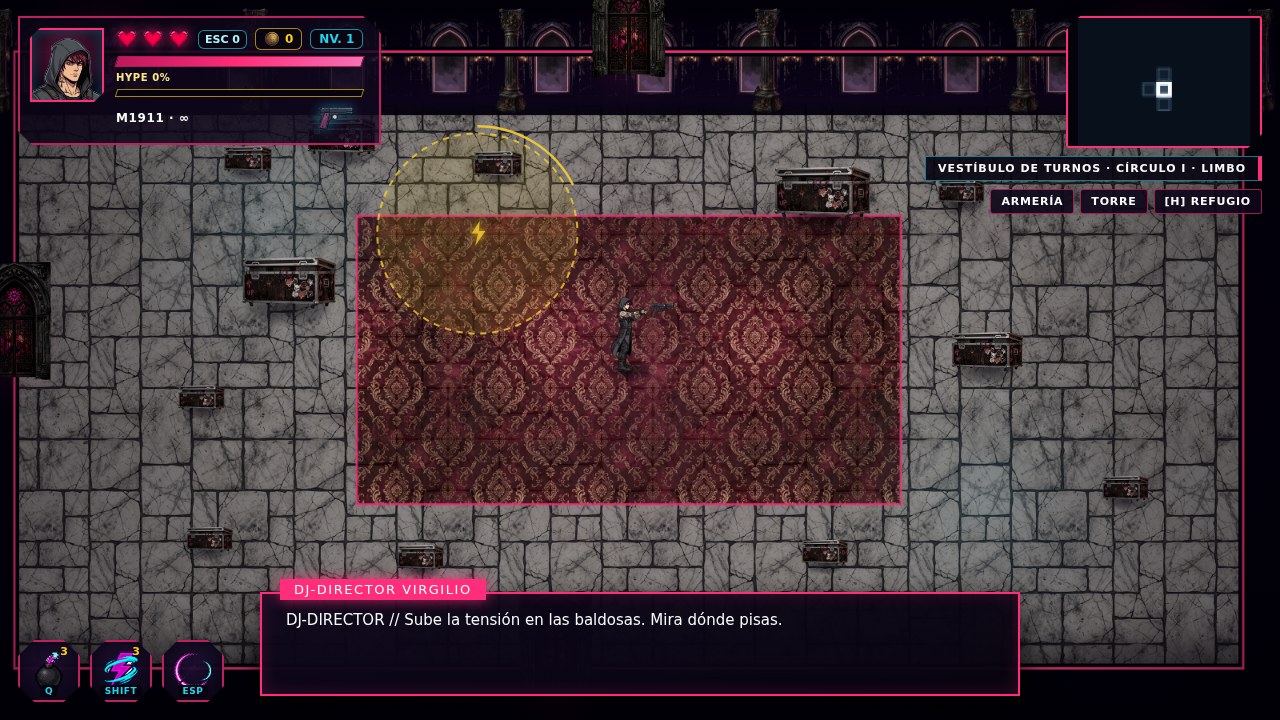 ESC 0
0
NV. 1
HYPE 0%
M1911 · ∞
VESTÍBULO DE TURNOS · CÍRCULO I · LIMBO
ARMERÍA
TORRE
[H] REFUGIO
DJ-DIRECTOR VIRGILIO
DJ-DIRECTOR // Sube la tensión en las baldosas. Mira dónde pisas.
3
Q
3
SHIFT
ESP